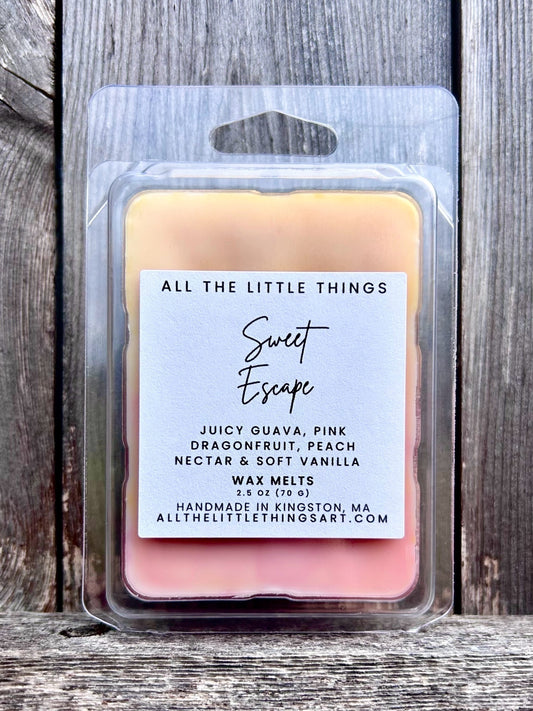 ALL THE LITTLE THINGS
Sweet
Escape
JUICY GUAVA, PINK
DRAGONFRUIT, PEACH
NECTAR & SOFT VANILLA
WAX MELTS
2.5 OZ (70 G)
HANDMADE IN KINGSTON, MA
ALLTHELITTLETHINGSART.COM